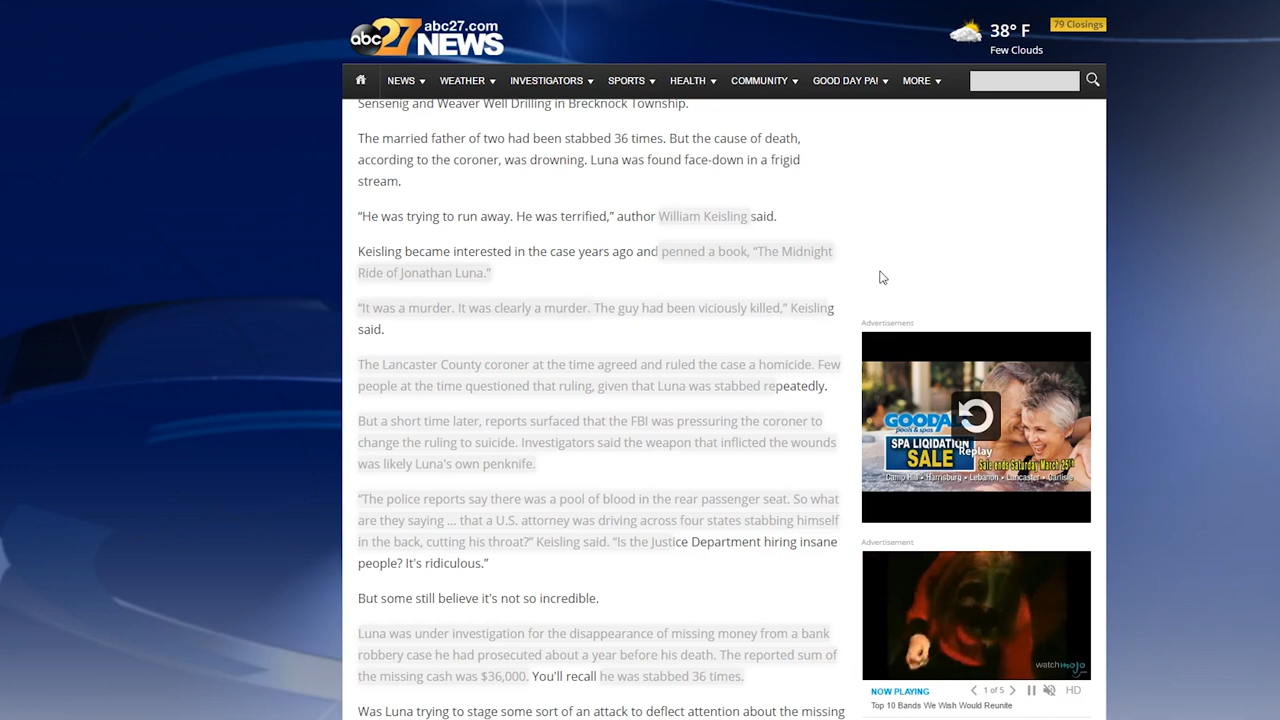 abc27.com
abc27 NEWS
38° F
Few Clouds
79 Closings
NEWS WEATHER INVESTIGATORS SPORTS HEALTH COMMUNITY GOOD DAY PA! MORE
Sensenig and Weaver Well Drilling in Brecknock Township.
The married father of two had been stabbed 36 times. But the cause of death,
according to the coroner, was drowning. Luna was found face-down in a frigid
stream.
“He was trying to run away. He was terrified,” author William Keisling said.
Keisling became interested in the case years ago and penned a book, “The Midnight
Ride of Jonathan Luna.”
“It was a murder. It was clearly a murder. The guy had been viciously killed,” Keisling
said.
The Lancaster County coroner at the time agreed and ruled the case a homicide. Few
people at the time questioned that ruling, given that Luna was stabbed repeatedly.
But a short time later, reports surfaced that the FBI was pressuring the coroner to
change the ruling to suicide. Investigators said the weapon that inflicted the wounds
was likely Luna's own penknife.
“The police reports say there was a pool of blood in the rear passenger seat. So what
are they saying ... that a U.S. attorney was driving across four states stabbing himself
in the back, cutting his throat?” Keisling said. “Is the Justice Department hiring insane
people? It's ridiculous.”
But some still believe it's not so incredible.
Luna was under investigation for the disappearance of missing money from a bank
robbery case he had prosecuted about a year before his death. The reported sum of
the missing cash was $36,000. You'll recall he was stabbed 36 times.
Was Luna trying to stage some sort of an attack to deflect attention about the missing
Advertisement
GOODALL
pools & spas
SPA LIQIDATION
SALE
Replay
Sale ends Saturday March 25th
Camp Hill • Harrisburg • Lebanon • Lancaster • Carlisle
Advertisement
watchmojo
NOW PLAYING
1 of 5
HD
Top 10 Bands We Wish Would Reunite